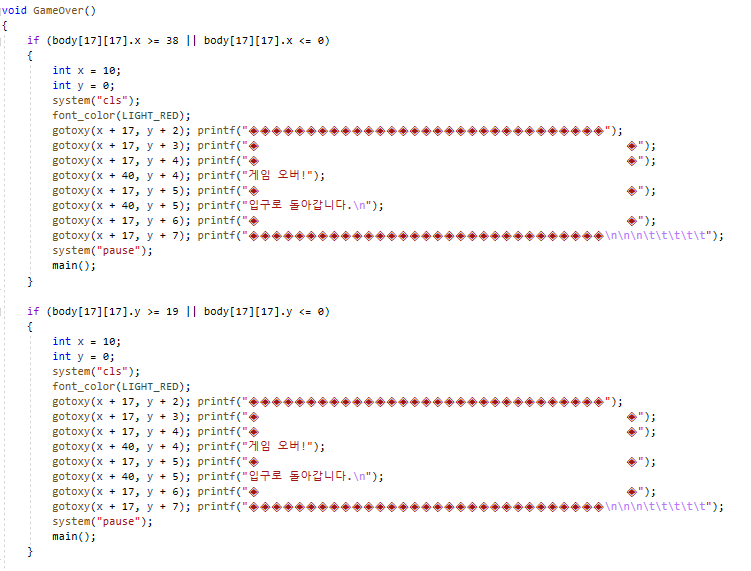 void GameOver()
{
if (body[17][17].x >= 38 || body[17][17].x <= 0)
{
int x = 10;
int y = 0;
system("cls");
font_color(LIGHT_RED);
gotoxy(x + 17, y + 2); printf("◈◈◈◈◈◈◈◈◈◈◈◈◈◈◈◈◈◈◈◈◈◈◈◈◈◈◈◈◈◈◈");
gotoxy(x + 17, y + 3); printf("◈                                                          ◈");
gotoxy(x + 17, y + 4); printf("◈                                                          ◈");
gotoxy(x + 40, y + 4); printf("게임 오버!");
gotoxy(x + 17, y + 5); printf("◈                                                          ◈");
gotoxy(x + 40, y + 5); printf("입구로 돌아갑니다.\n");
gotoxy(x + 17, y + 6); printf("◈                                                          ◈");
gotoxy(x + 17, y + 7); printf("◈◈◈◈◈◈◈◈◈◈◈◈◈◈◈◈◈◈◈◈◈◈◈◈◈◈◈◈◈◈◈\n\n\n\t\t\t\t\t");
system("pause");
main();
}
if (body[17][17].y >= 19 || body[17][17].y <= 0)
{
int x = 10;
int y = 0;
system("cls");
font_color(LIGHT_RED);
gotoxy(x + 17, y + 2); printf("◈◈◈◈◈◈◈◈◈◈◈◈◈◈◈◈◈◈◈◈◈◈◈◈◈◈◈◈◈◈◈");
gotoxy(x + 17, y + 3); printf("◈                                                          ◈");
gotoxy(x + 17, y + 4); printf("◈                                                          ◈");
gotoxy(x + 40, y + 4); printf("게임 오버!");
gotoxy(x + 17, y + 5); printf("◈                                                          ◈");
gotoxy(x + 40, y + 5); printf("입구로 돌아갑니다.\n");
gotoxy(x + 17, y + 6); printf("◈                                                          ◈");
gotoxy(x + 17, y + 7); printf("◈◈◈◈◈◈◈◈◈◈◈◈◈◈◈◈◈◈◈◈◈◈◈◈◈◈◈◈◈◈◈\n\n\n\t\t\t\t\t");
system("pause");
main();
}